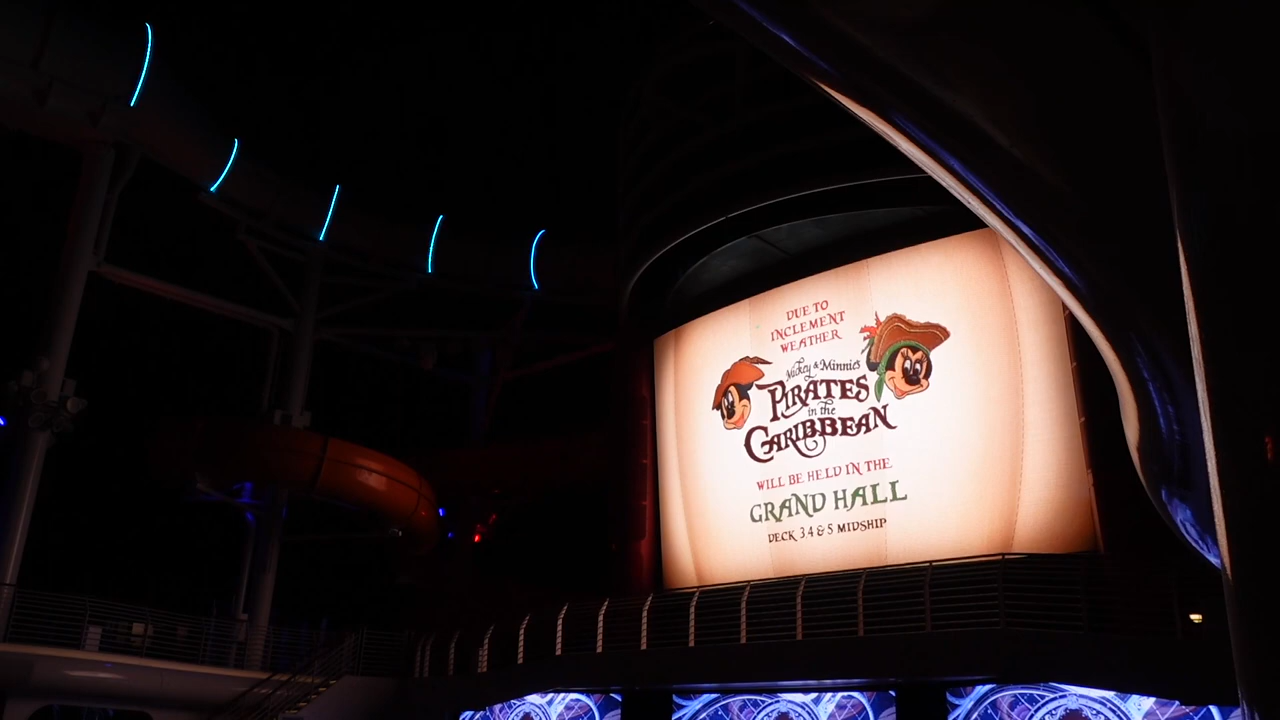 DUE TO
INCLEMENT
WEATHER
Mickey & Minnie's
PIRATES
in the
CARIBBEAN
WILL BE HELD IN THE
GRAND HALL
DECK 3,4 & 5 MIDSHIP